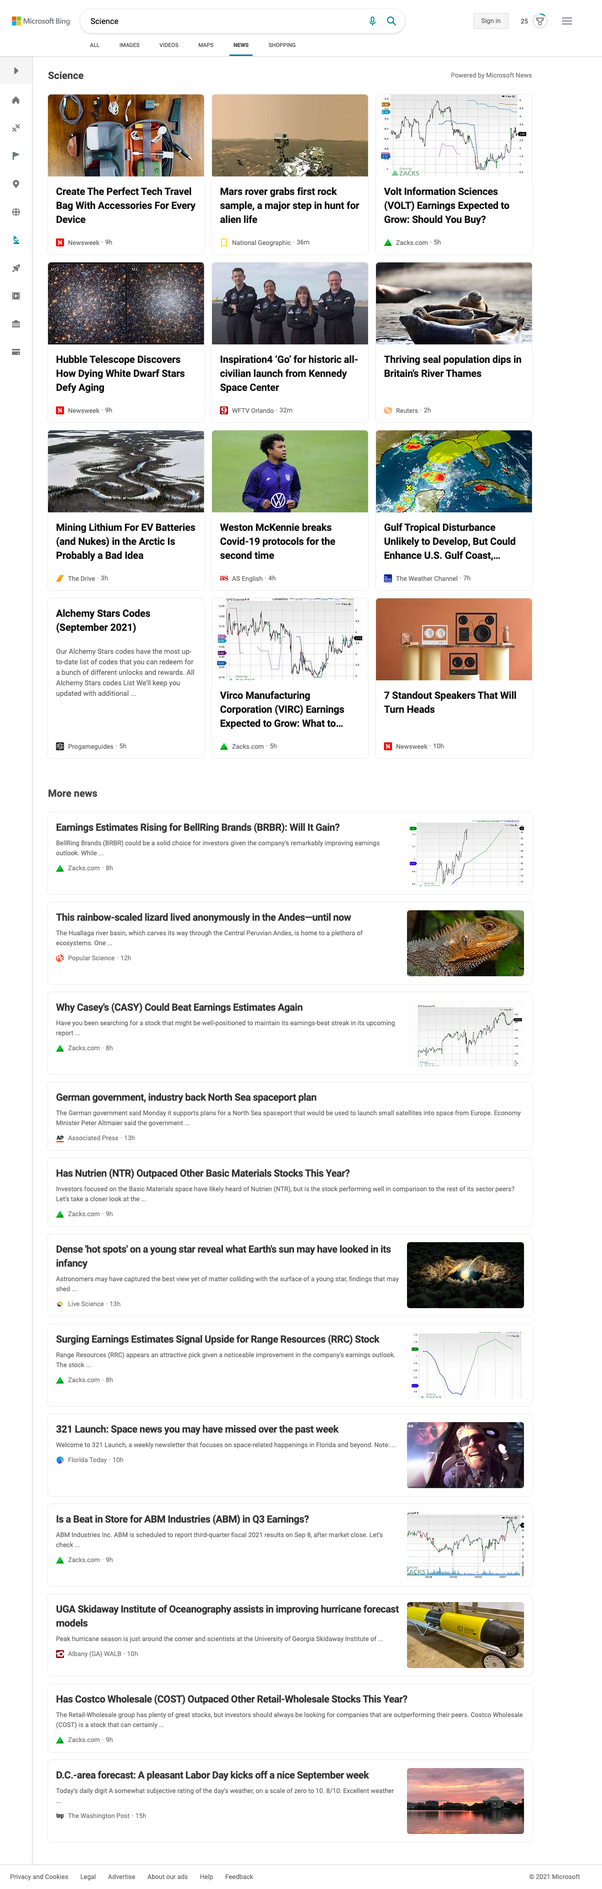 Microsoft Bing
Science
Sign in
25
ALL
IMAGES
VIDEOS
MAPS
NEWS
SHOPPING
Science
Powered by Microsoft News
Create The Perfect Tech Travel
Bag With Accessories For Every
Device
Newsweek · 9h
Mars rover grabs first rock
sample, a major step in hunt for
alien life
National Geographic · 36m
ZACKS
Volt Information Sciences
(VOLT) Earnings Expected to
Grow: Should You Buy?
Zacks.com · 5h
Hubble Telescope Discovers
How Dying White Dwarf Stars
Defy Aging
Newsweek · 9h
Inspiration4 ‘Go’ for historic all-
civilian launch from Kennedy
Space Center
WFTV Orlando · 32m
Thriving seal population dips in
Britain's River Thames
Reuters · 2h
Mining Lithium For EV Batteries
(and Nukes) in the Arctic Is
Probably a Bad Idea
The Drive · 3h
Weston McKennie breaks
Covid-19 protocols for the
second time
as AS English · 4h
Gulf Tropical Disturbance
Unlikely to Develop, But Could
Enhance U.S. Gulf Coast,...
The Weather Channel · 7h
Alchemy Stars Codes
(September 2021)
Our Alchemy Stars codes have the most up-
to-date list of codes that you can redeem for
a bunch of different unlocks and rewards. All
Alchemy Stars codes List We'll keep you
updated with additional ...
Progameguides · 5h
Virco Manufacturing
Corporation (VIRC) Earnings
Expected to Grow: What to...
Zacks.com · 5h
7 Standout Speakers That Will
Turn Heads
Newsweek · 10h
More news
Earnings Estimates Rising for BellRing Brands (BRBR): Will It Gain?
BellRing Brands (BRBR) could be a solid choice for investors given the company's remarkably improving earnings
outlook. While ...
Zacks.com · 8h
This rainbow-scaled lizard lived anonymously in the Andes—until now
The Huallaga river basin, which carves its way through the Central Peruvian Andes, is home to a plethora of
ecosystems. One ...
Popular Science · 12h
Why Casey's (CASY) Could Beat Earnings Estimates Again
Have you been searching for a stock that might be well-positioned to maintain its earnings-beat streak in its upcoming
report ...
Zacks.com · 8h
German government, industry back North Sea spaceport plan
The German government said Monday it supports plans for a North Sea spaceport that would be used to launch small satellites into space from Europe. Economy
Minister Peter Altmaier said the government ...
AP Associated Press · 13h
Has Nutrien (NTR) Outpaced Other Basic Materials Stocks This Year?
Investors focused on the Basic Materials space have likely heard of Nutrien (NTR), but is the stock performing well in comparison to the rest of its sector peers?
Let's take a closer look at the ...
Zacks.com · 9h
Dense 'hot spots' on a young star reveal what Earth's sun may have looked in its
infancy
Astronomers may have captured the best view yet of matter colliding with the surface of a young star, findings that may
shed ...
Live Science · 13h
Surging Earnings Estimates Signal Upside for Range Resources (RRC) Stock
Range Resources (RRC) appears an attractive pick given a noticeable improvement in the company's earnings outlook.
The stock ...
Zacks.com · 8h
321 Launch: Space news you may have missed over the past week
Welcome to 321 Launch, a weekly newsletter that focuses on space-related happenings in Florida and beyond. Note: ...
Florida Today · 10h
Is a Beat in Store for ABM Industries (ABM) in Q3 Earnings?
ABM Industries Inc. ABM is scheduled to report third-quarter fiscal 2021 results on Sep 8, after market close. Let's
check ...
Zacks.com · 9h
ZACKS
UGA Skidaway Institute of Oceanography assists in improving hurricane forecast
models
Peak hurricane season is just around the corner and scientists at the University of Georgia Skidaway Institute of ...
Albany (GA) WALB · 10h
Has Costco Wholesale (COST) Outpaced Other Retail-Wholesale Stocks This Year?
The Retail-Wholesale group has plenty of great stocks, but investors should always be looking for companies that are outperforming their peers. Costco Wholesale
(COST) is a stock that can certainly ...
Zacks.com · 9h
D.C.-area forecast: A pleasant Labor Day kicks off a nice September week
Today's daily digit A somewhat subjective rating of the day's weather, on a scale of zero to 10. 8/10: Excellent weather
...
wp The Washington Post · 15h
Privacy and Cookies
Legal
Advertise
About our ads
Help
Feedback
© 2021 Microsoft